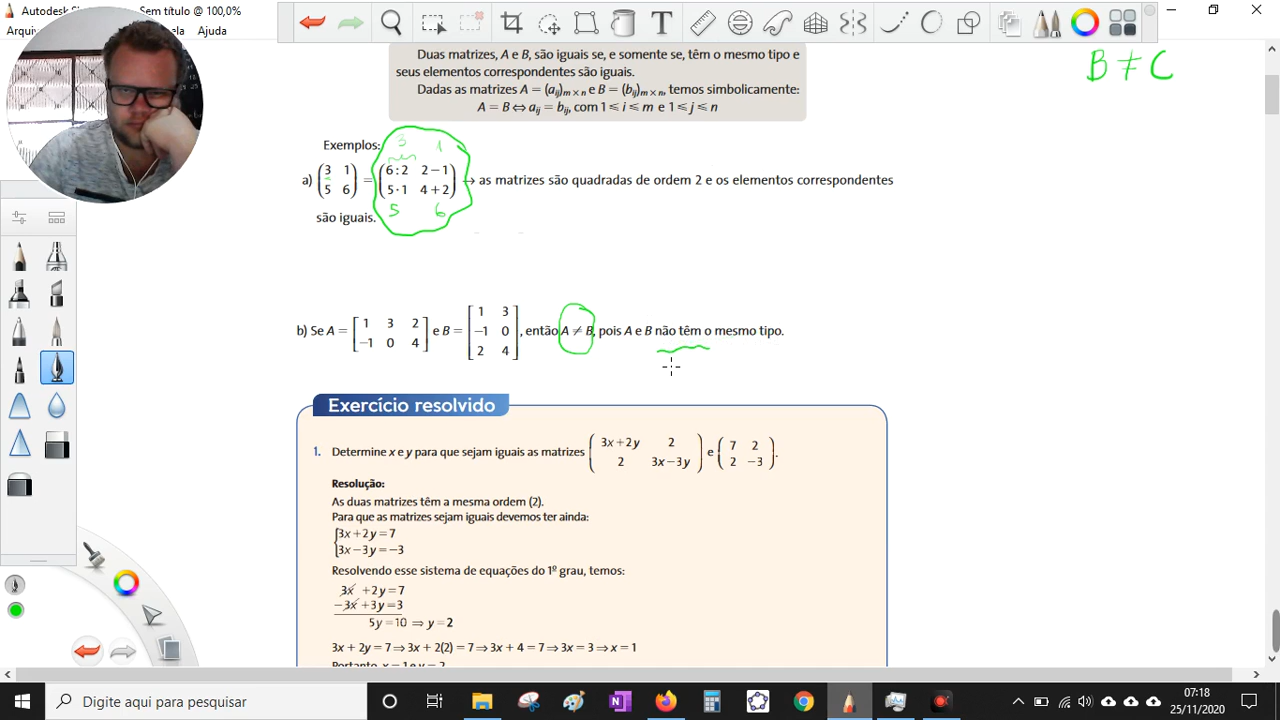 Autodesk S Sem título @ 100,0%
Arquiv ela Ajuda
B ≠ C
Duas matrizes, A e B, são iguais se, e somente se, têm o mesmo tipo e
seus elementos correspondentes são iguais.
Dadas as matrizes A = (aij)m × n e B = (bij)m × n, temos simbolicamente:
A = B ⇔ aij = bij, com 1 ⩽ i ⩽ m e 1 ⩽ j ⩽ n
Exemplos:
3 1
a) (3 1 5 6) = (6 : 2 2 – 1 5 · 1 4 + 2) → as matrizes são quadradas de ordem 2 e os elementos correspondentes
5 6
são iguais.
b) Se A = [1 3 2 –1 0 4] e B = [1 3 –1 0 2 4], então A ≠ B, pois A e B não têm o mesmo tipo.
Exercício resolvido
1. Determine x e y para que sejam iguais as matrizes (3x + 2y 2 2 3x – 3y) e (7 2 2 –3).
Resolução:
As duas matrizes têm a mesma ordem (2).
Para que as matrizes sejam iguais devemos ter ainda:
{3x + 2y = 7
3x – 3y = –3
Resolvendo esse sistema de equações do 1º grau, temos:
3x + 2y = 7
–3x + 3y = 3
5y = 10 ⇒ y = 2
3x + 2y = 7 ⇒ 3x + 2(2) = 7 ⇒ 3x + 4 = 7 ⇒ 3x = 3 ⇒ x = 1
Portanto, x = 1 e y = 2
Digite aqui para pesquisar
07:18
25/11/2020